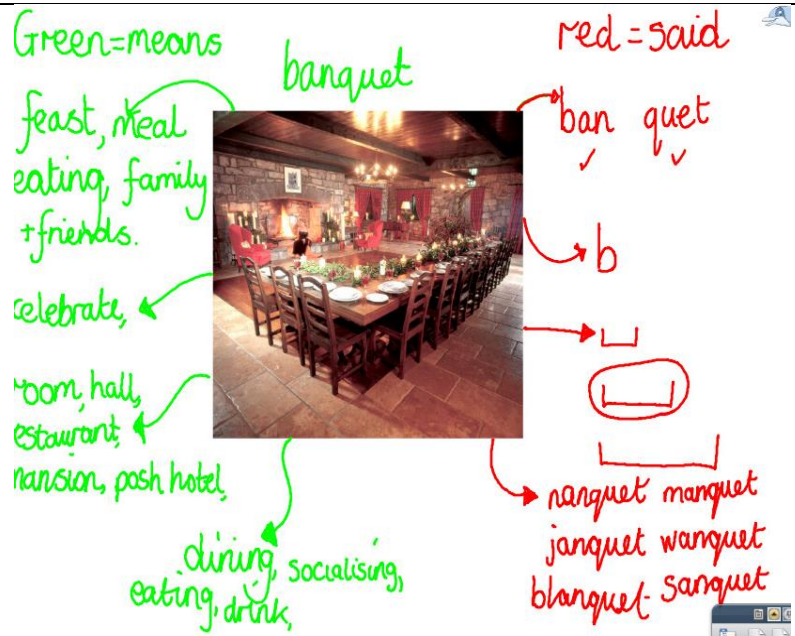 Green=means
banquet
red = said
feast, meal
eating, family
+friends.
celebrate,
room, hall,
restaurant,
mansion, posh hotel,
dining, socialising,
eating, drink,
ban quet
b
nanquet manquet
janquet wanquet
blanquet- sanquet